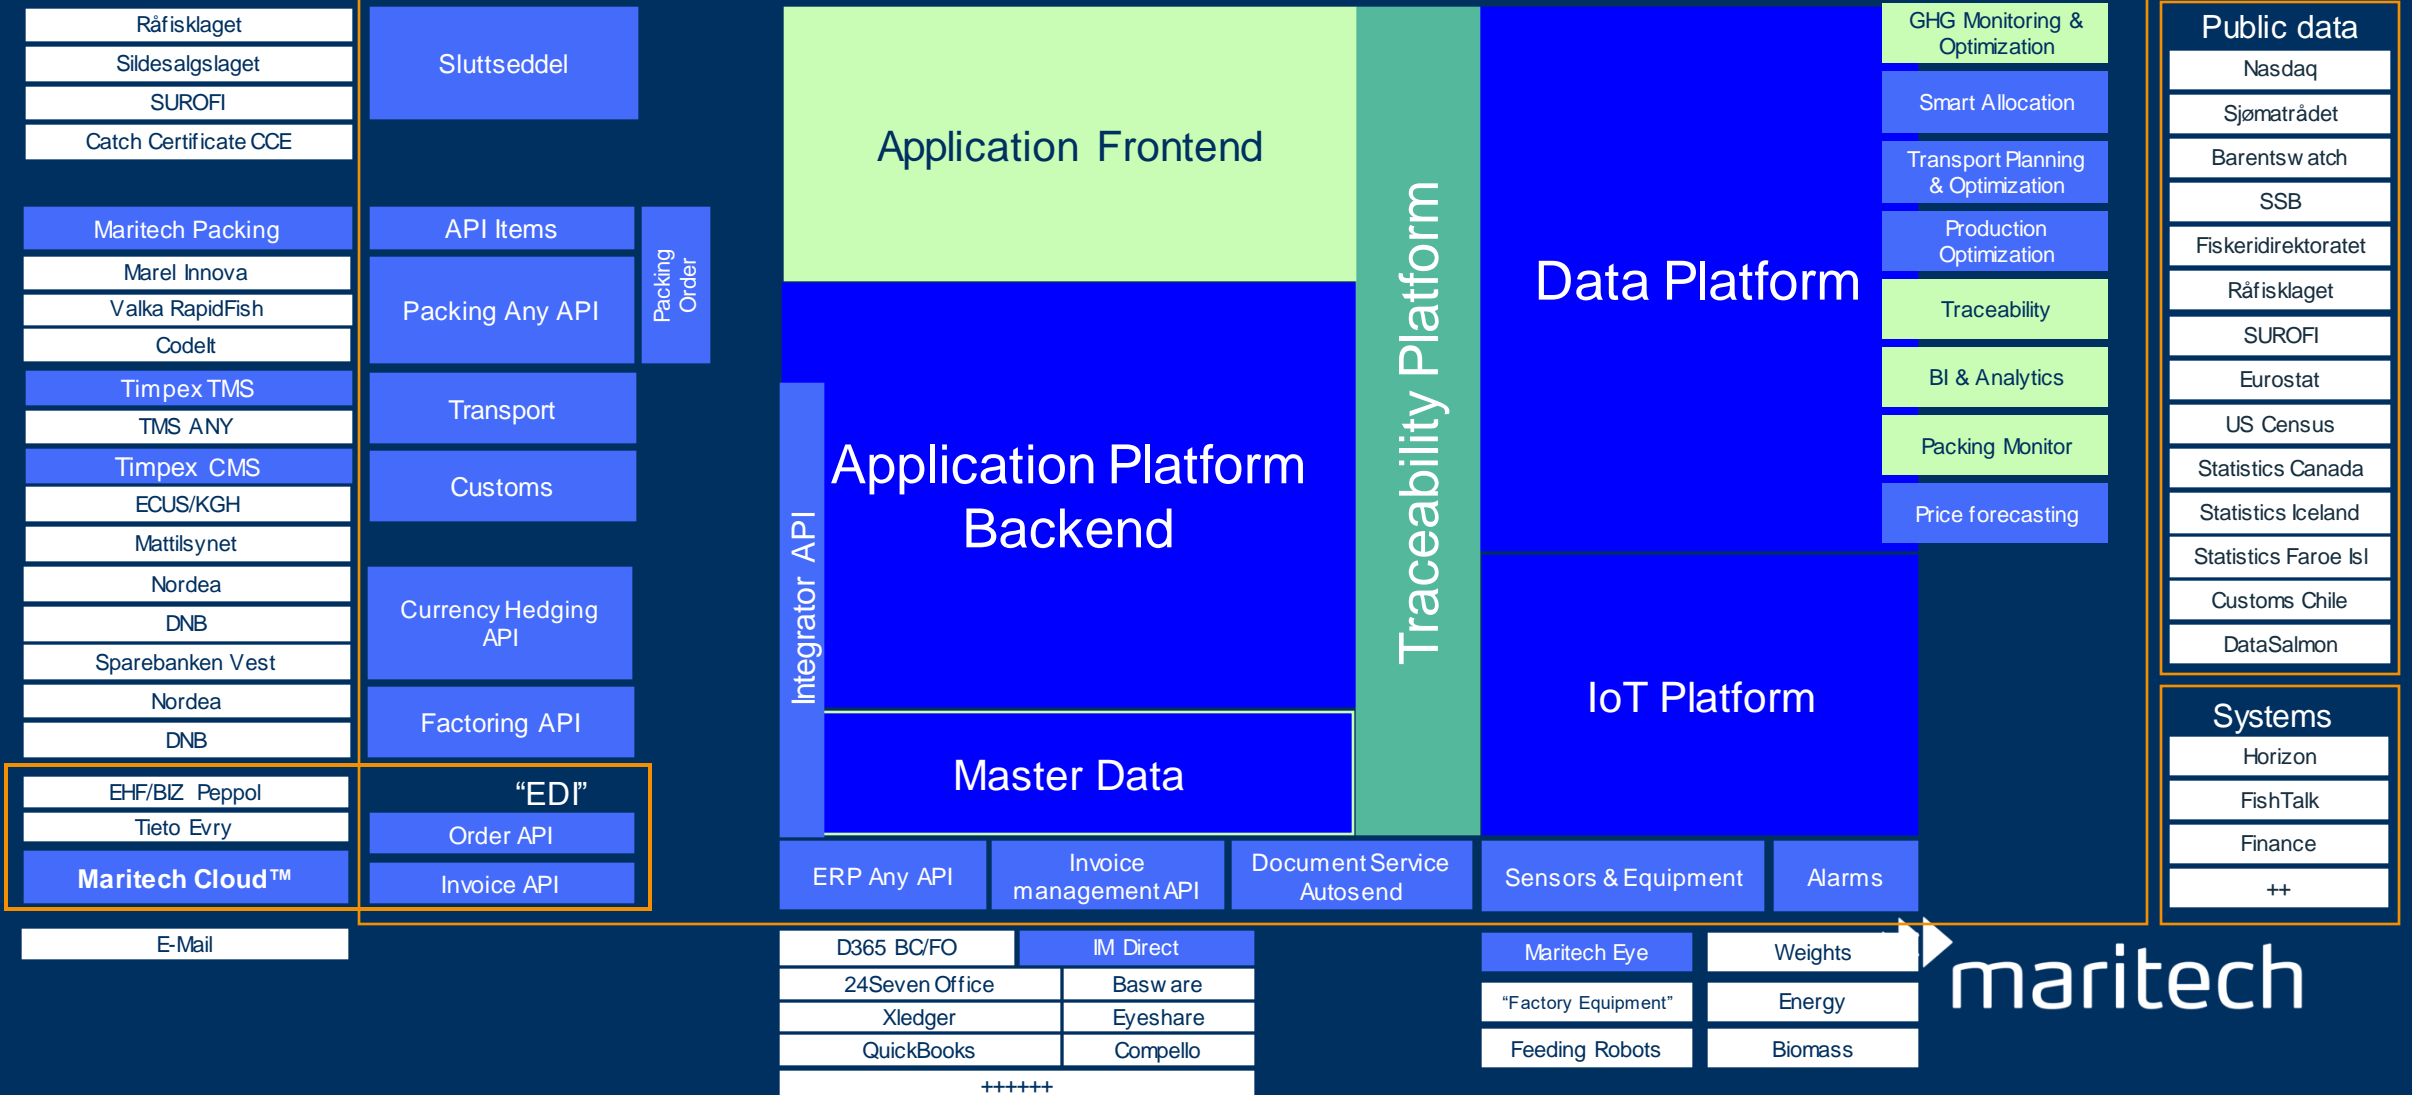 Råfisklaget
Sildesalgslaget
SUROFI
Catch Certificate CCE
Maritech Packing
Marel Innova
Valka RapidFish
CodeIt
Timpex TMS
TMS ANY
Timpex CMS
ECUS/KGH
Mattilsynet
Nordea
DNB
Sparebanken Vest
Nordea
DNB
EHF/BIZ Peppol
Tieto Evry
Maritech Cloud™
E-Mail
Sluttseddel
API Items
Packing Any API
Packing
Order
Transport
Customs
Currency Hedging
API
Factoring API
“EDI”
Order API
Invoice API
Application Frontend
Application Platform
Backend
Integrator API
Master Data
Traceability Platform
Data Platform
IoT Platform
ERP Any API
Invoice
management API
Document Service
Autosend
Sensors & Equipment
Alarms
D365 BC/FO
IM Direct
24Seven Office
Basware
Xledger
Eyeshare
QuickBooks
Compello
++++++
Maritech Eye
Weights
“Factory Equipment”
Energy
Feeding Robots
Biomass
GHG Monitoring &
Optimization
Smart Allocation
Transport Planning
& Optimization
Production
Optimization
Traceability
BI & Analytics
Packing Monitor
Price forecasting
Public data
Nasdaq
Sjømatrådet
Barentswatch
SSB
Fiskeridirektoratet
Råfisklaget
SUROFI
Eurostat
US Census
Statistics Canada
Statistics Iceland
Statistics Faroe Isl
Customs Chile
DataSalmon
Systems
Horizon
FishTalk
Finance
++
maritech